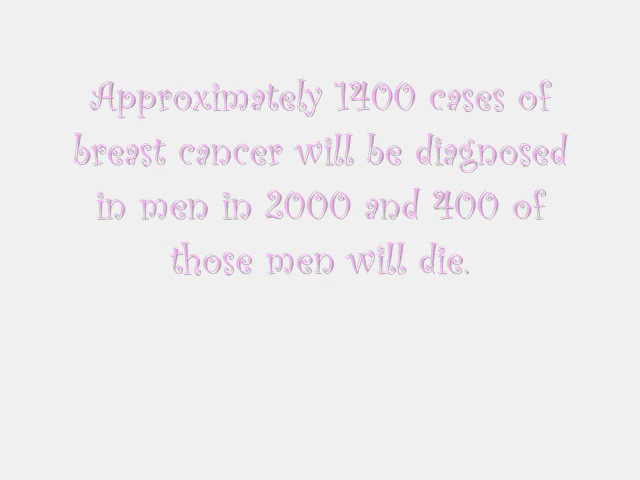 Approximately 1400 cases of
breast cancer will be diagnosed
in men in 2000 and 400 of
those men will die.